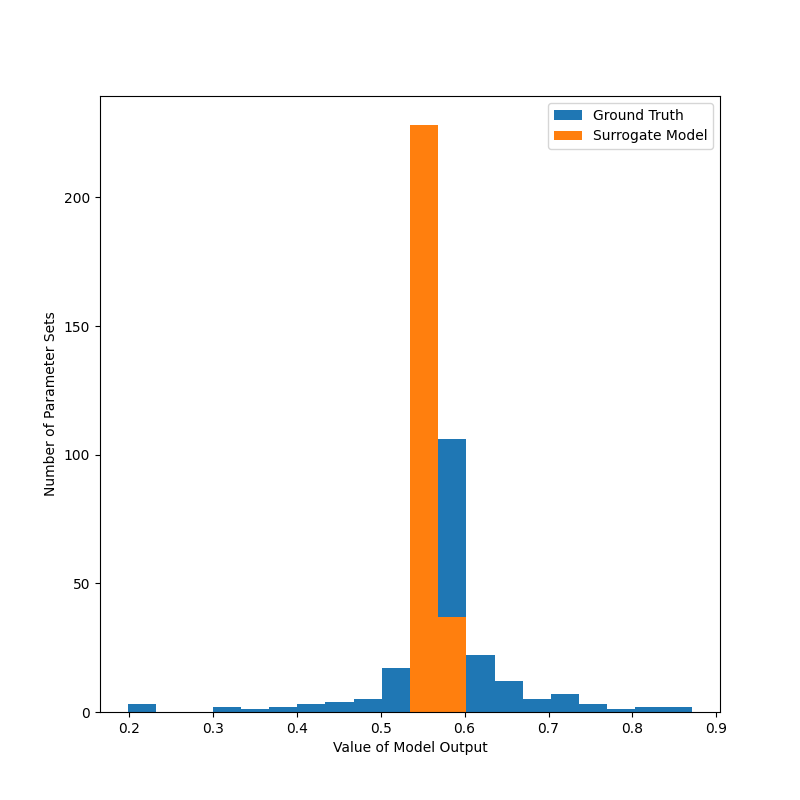 Ground Truth
Surrogate Model
Number of Parameter Sets
200
150
100
50
0
0.2 0.3 0.4 0.5 0.6 0.7 0.8 0.9
Value of Model Output